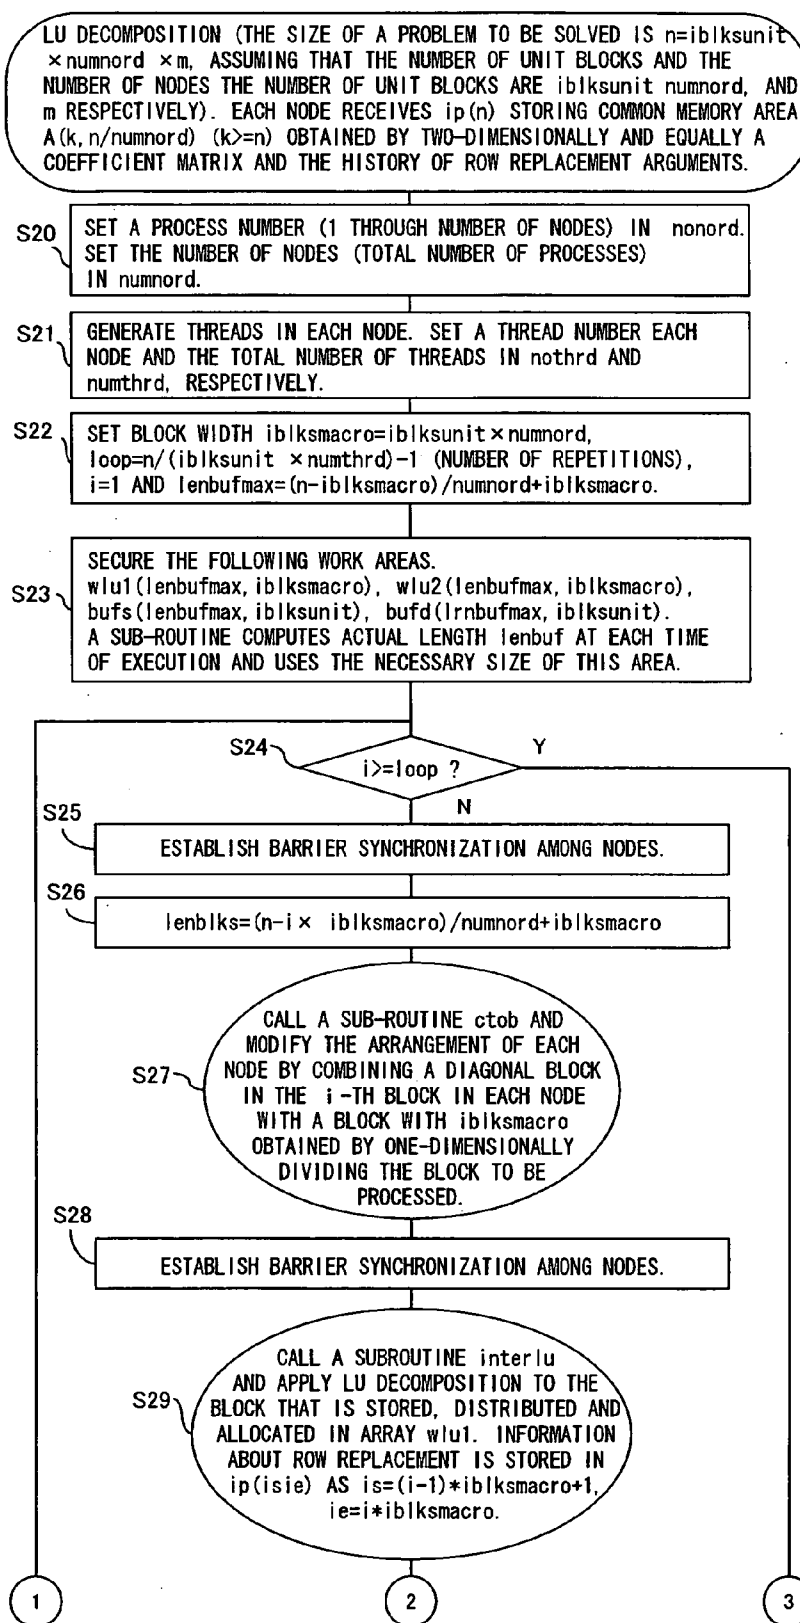 LU DECOMPOSITION (THE SIZE OF A PROBLEM TO BE SOLVED IS n=iblksunit
×numnord ×m, ASSUMING THAT THE NUMBER OF UNIT BLOCKS AND THE
NUMBER OF NODES THE NUMBER OF UNIT BLOCKS ARE iblksunit numnord, AND
m RESPECTIVELY). EACH NODE RECEIVES ip(n) STORING COMMON MEMORY AREA
A(k, n/numnord) (k>=n) OBTAINED BY TWO-DIMENSIONALLY AND EQUALLY A
COEFFICIENT MATRIX AND THE HISTORY OF ROW REPLACEMENT ARGUMENTS.
S20
SET A PROCESS NUMBER (1 THROUGH NUMBER OF NODES) IN nonord.
SET THE NUMBER OF NODES (TOTAL NUMBER OF PROCESSES)
IN numnord.
S21
GENERATE THREADS IN EACH NODE. SET A THREAD NUMBER EACH
NODE AND THE TOTAL NUMBER OF THREADS IN nothrd AND
numthrd, RESPECTIVELY.
S22
SET BLOCK WIDTH iblksmacro=iblksunit×numnord,
loop=n/(iblksunit ×numthrd)-1 (NUMBER OF REPETITIONS),
i=1 AND lenbufmax=(n-iblksmacro)/numnord+iblksmacro.
S23
SECURE THE FOLLOWING WORK AREAS.
wlu1(lenbufmax, iblksmacro), wlu2(lenbufmax, iblksmacro),
bufs(lenbufmax, iblksunit), bufd(lrnbufmax, iblksunit).
A SUB-ROUTINE COMPUTES ACTUAL LENGTH lenbuf AT EACH TIME
OF EXECUTION AND USES THE NECESSARY SIZE OF THIS AREA.
S24
i>=loop ?
Y
N
S25
ESTABLISH BARRIER SYNCHRONIZATION AMONG NODES.
S26
lenblks=(n-i× iblksmacro)/numnord+iblksmacro
S27
CALL A SUB-ROUTINE ctob AND
MODIFY THE ARRANGEMENT OF EACH
NODE BY COMBINING A DIAGONAL BLOCK
IN THE i-TH BLOCK IN EACH NODE
WITH A BLOCK WITH iblksmacro
OBTAINED BY ONE-DIMENSIONALLY
DIVIDING THE BLOCK TO BE
PROCESSED.
S28
ESTABLISH BARRIER SYNCHRONIZATION AMONG NODES.
S29
CALL A SUBROUTINE interlu
AND APPLY LU DECOMPOSITION TO THE
BLOCK THAT IS STORED, DISTRIBUTED AND
ALLOCATED IN ARRAY wlu1. INFORMATION
ABOUT ROW REPLACEMENT IS STORED IN
ip(isie) AS is=(i-1)*iblksmacro+1,
ie=i*iblksmacro.
1
2
3